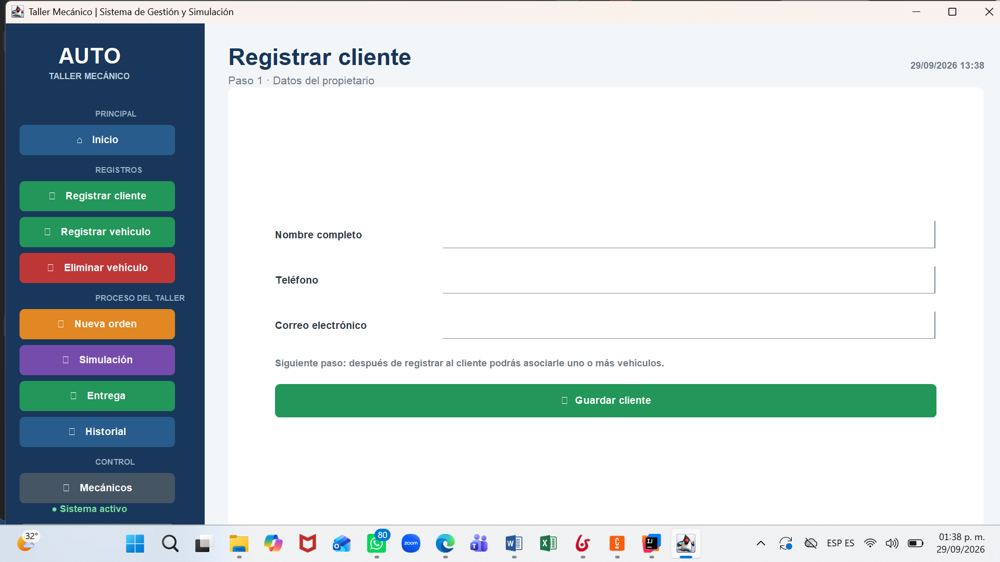 Taller Mecánico | Sistema de Gestión y Simulación
AUTO
TALLER MECÁNICO
PRINCIPAL
⌂ Inicio
REGISTROS
Registrar cliente
Registrar vehículo
Eliminar vehículo
PROCESO DEL TALLER
Nueva orden
Simulación
Entrega
Historial
CONTROL
Mecánicos
● Sistema activo
Registrar cliente
29/09/2026 13:38
Paso 1 · Datos del propietario
Nombre completo
Teléfono
Correo electrónico
Siguiente paso: después de registrar al cliente podrás asociarle uno o más vehículos.
Guardar cliente
32°
80
zoom
ESP ES
01:38 p. m.
29/09/2026